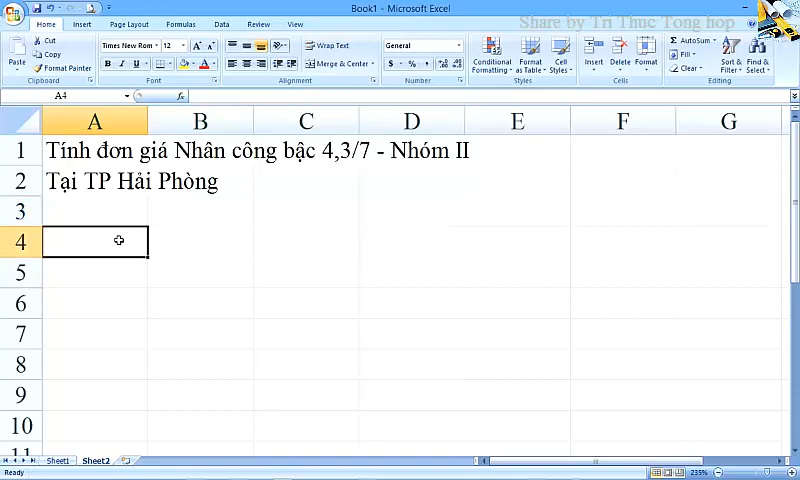 Book1 - Microsoft Excel
Share by Tri Thuc Tong hop
Home Insert Page Layout Formulas Data Review View
Cut
Copy
Format Painter
Paste
Clipboard
Times New Rom 12
B I U
Font
Wrap Text
Merge & Center
Alignment
General
$ % ,
Number
Conditional Formatting
Format as Table
Cell Styles
Styles
Insert Delete Format
Cells
Σ AutoSum
Fill
Clear
Sort & Filter
Find & Select
Editing
A4 fx
A B C D E F G
1 Tính đơn giá Nhân công bậc 4,3/7 - Nhóm II
2 Tại TP Hải Phòng
3
4
5
6
7
8
9
10
11
Sheet1 Sheet2
Ready 235%